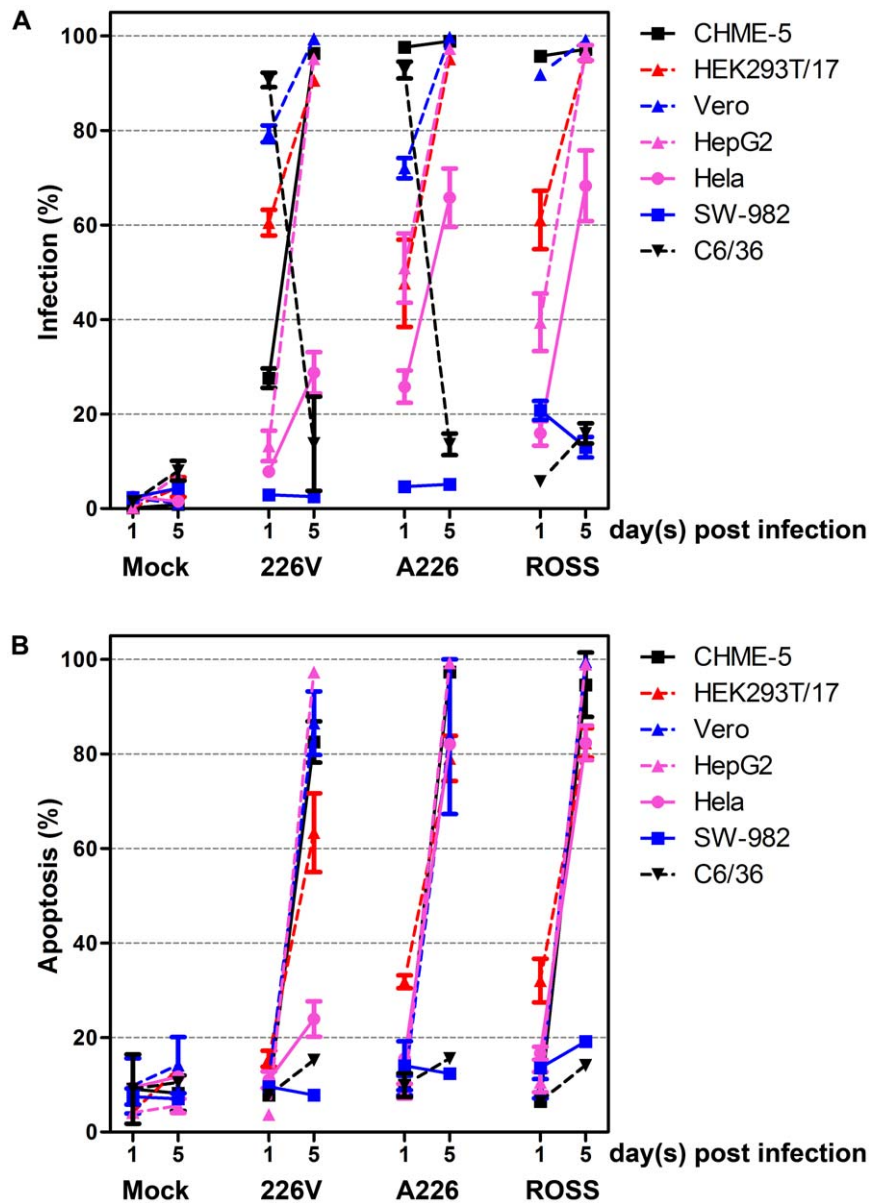 A
100
80
60
40
20
0
Infection (%)
1 5 1 5 1 5 1 5 day(s) post infection
Mock 226V A226 ROSS
CHME-5
HEK293T/17
Vero
HepG2
Hela
SW-982
C6/36
B
100
80
60
40
20
0
Apoptosis (%)
1 5 1 5 1 5 1 5 day(s) post infection
Mock 226V A226 ROSS
CHME-5
HEK293T/17
Vero
HepG2
Hela
SW-982
C6/36